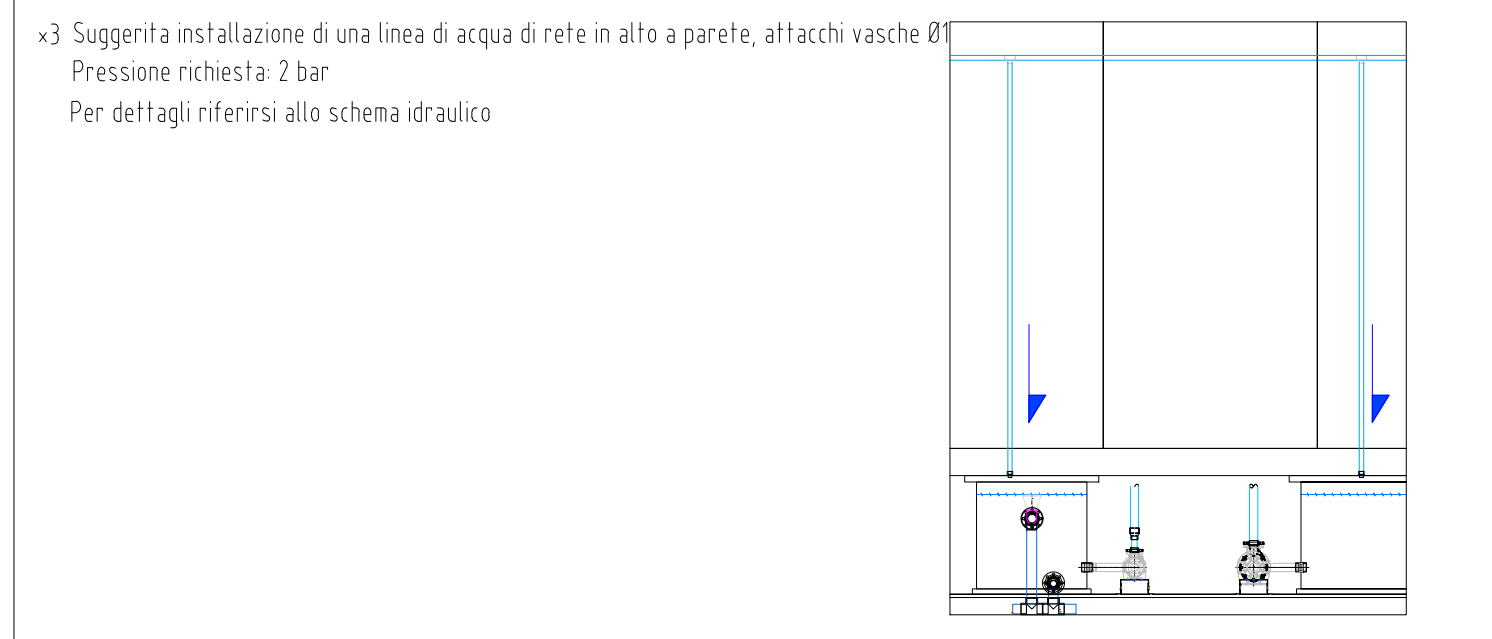 x3 Suggerita installazione di una linea di acqua di rete in alto a parete, attacchi vasche Ø1
Pressione richiesta: 2 bar
Per dettagli riferirsi allo schema idraulico